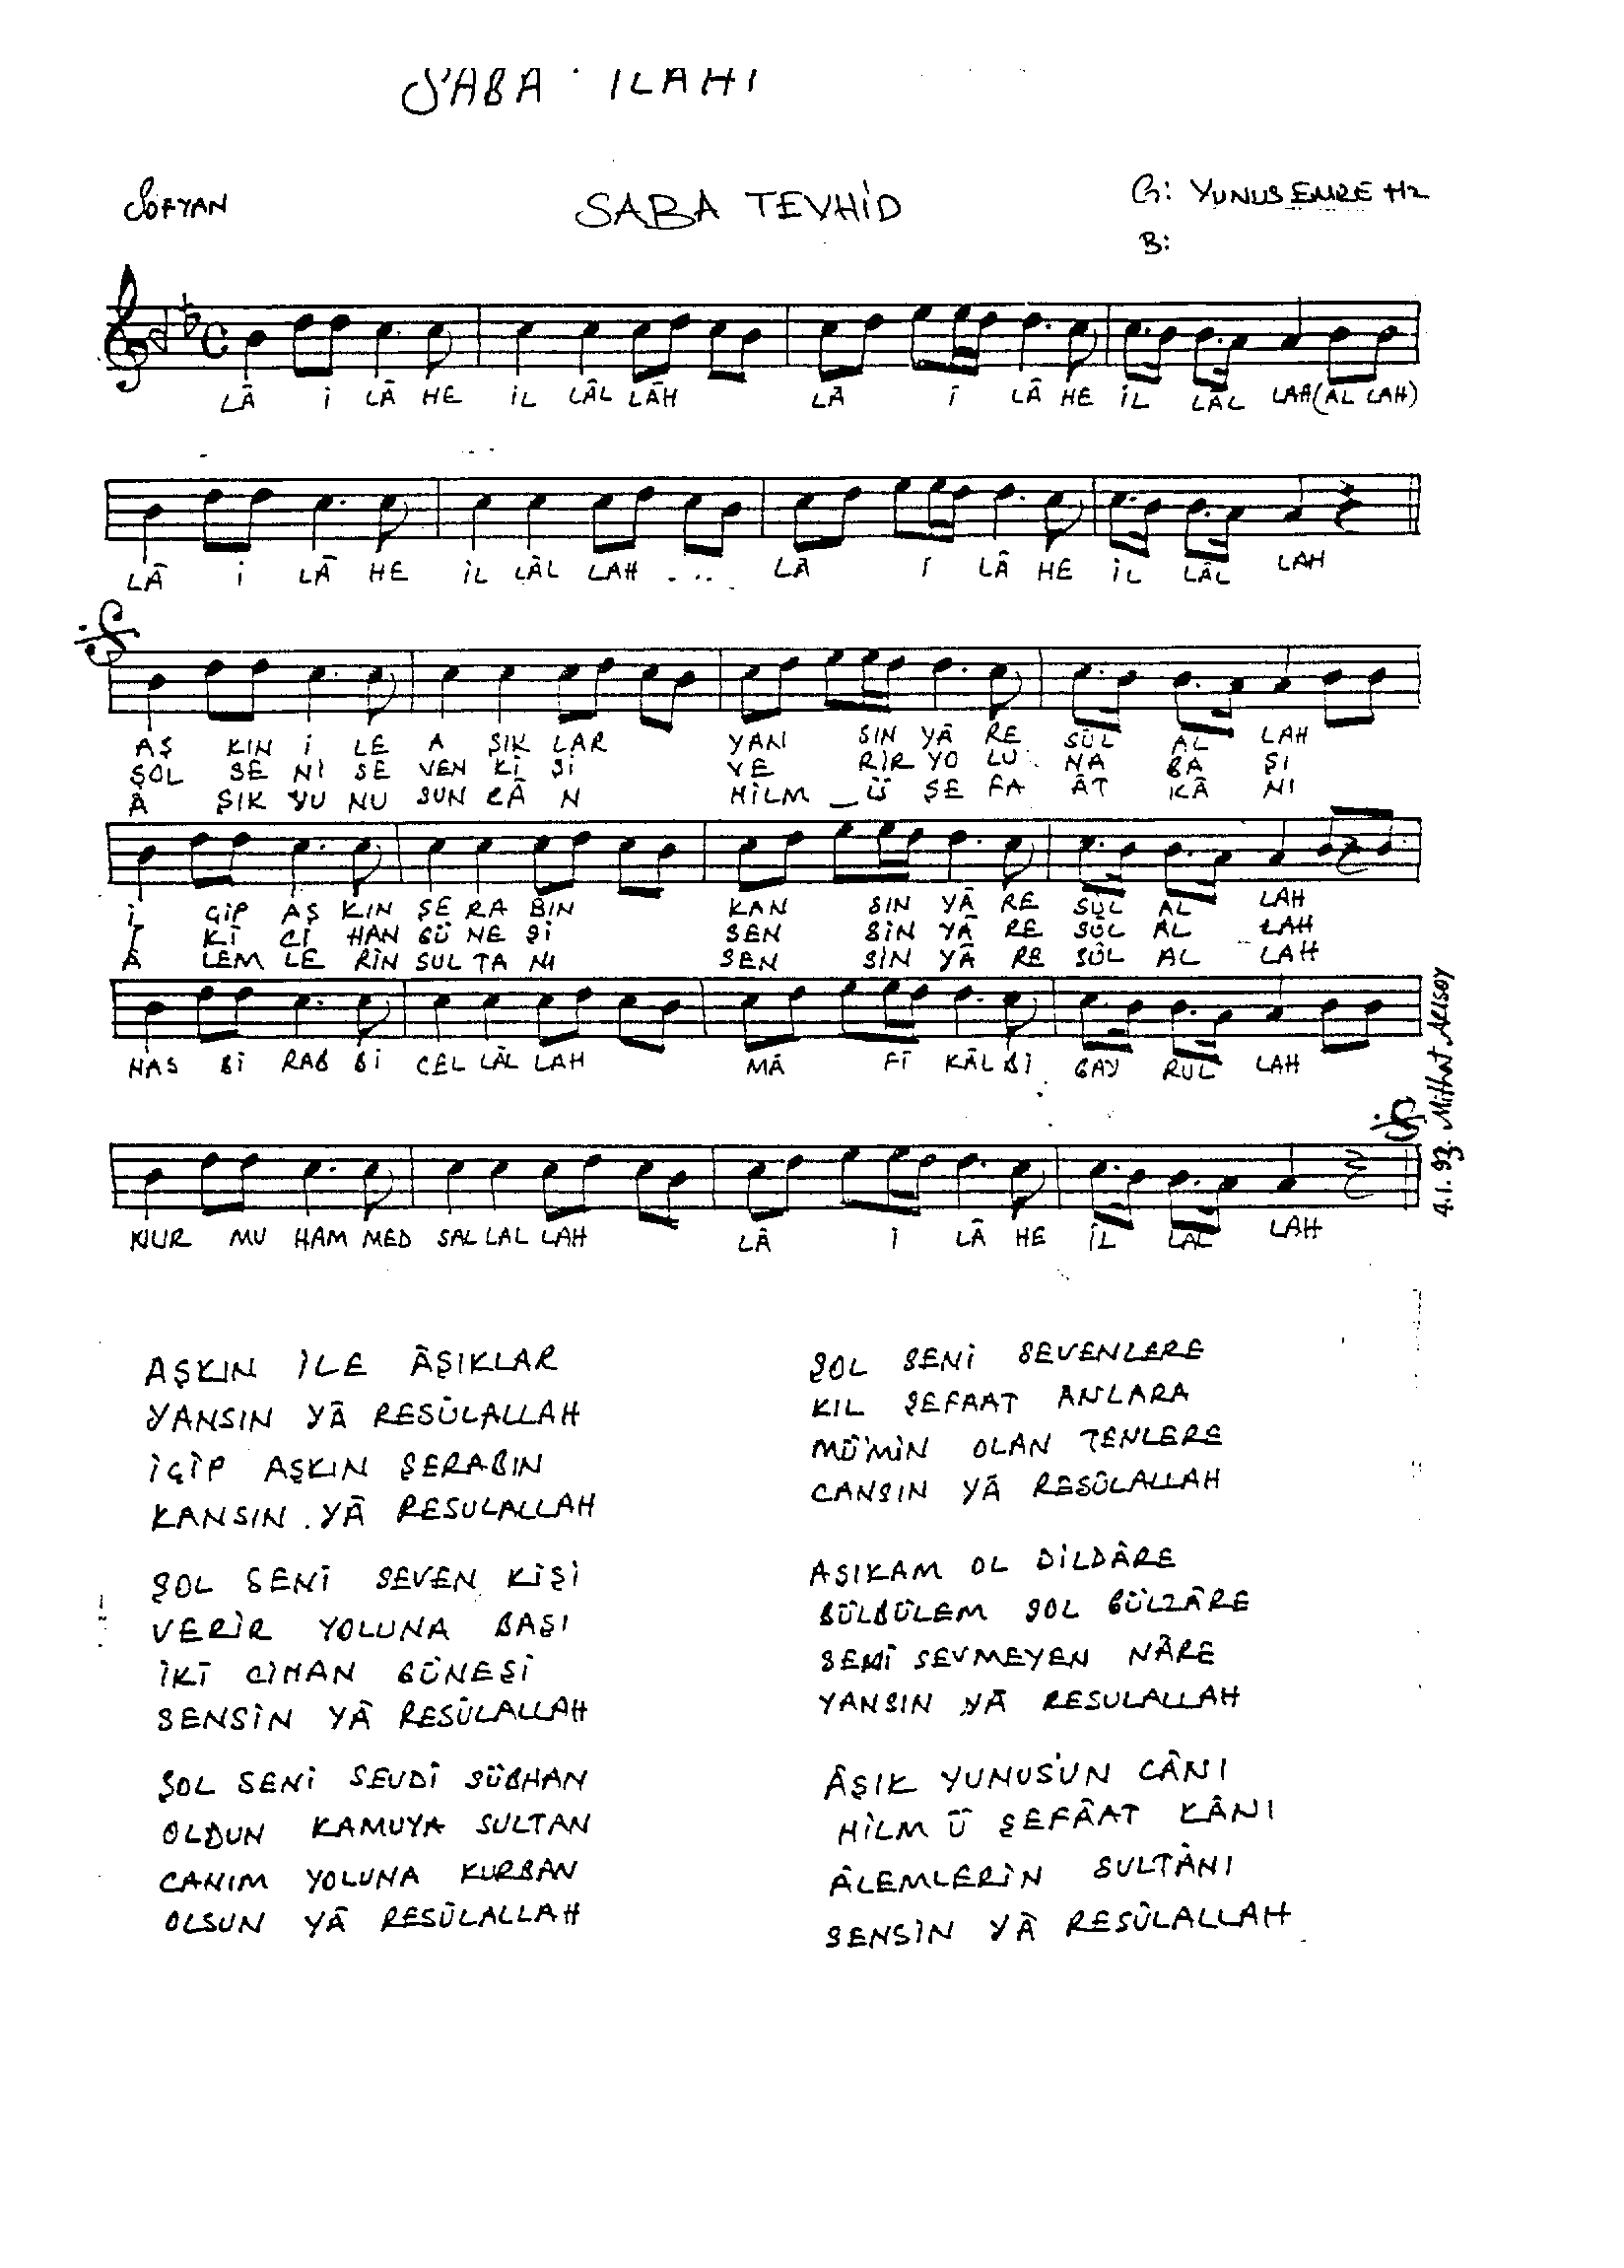 SABA İLAHİ
SOFYAN
SABA TEVHİD
G: YUNUS EMRE Hz
B:
LÂ İ LÂ HE İL LÂL LÂH LÂ İ LÂ HE İL LÂL LAH (AL LAH)
LÂ İ LÂ HE İL LÂL LAH . . . LÂ İ LÂ HE İL LÂL LAH
AŞ KIN İ LE A ŞIK LAR YAN SIN YÂ RE SÛL AL LAH
ŞOL SE NI SE VEN KI ŞI VE RİR YO LU NA BA ŞI
 ŞIK YU NU SUN CÂ N HİLM _ Ü ŞE FA ÂT KÂ NI
İ ÇİP AŞ KIN ŞE RA BIN KAN SIN YÂ RE SÛL AL LAH
İ KI CI HAN GÜ NE ŞI SEN SİN YÂ RE SÛL AL LAH
 LEM LE RİN SUL TA NI SEN SİN YÂ RE SÛL AL LAH
HAS BI RAB BI CEL LÂL LAH MÂ FI KÂL BI GAY RUL LAH
NUR MU HAM MED SAL LAL LAH LÂ İ LÂ HE İL LAL LAH
4.1.93. Mithat Arısoy
AŞKIN İLE ÂŞIKLAR
YANSIN YÂ RESÛLALLAH
İÇİP AŞKIN ŞERABIN
KANSIN YÂ RESULALLAH
ŞOL SENİ SEVEN KİŞİ
VERİR YOLUNA BAŞI
İKİ CİHAN GÜNEŞİ
SENSİN YÂ RESÛLALLAH
ŞOL SENİ SEVDİ SÜBHAN
OLDUN KAMUYA SULTAN
CANIM YOLUNA KURBAN
OLSUN YÂ RESÛLALLAH
ŞOL SENİ SEVENLERE
KIL ŞEFAAT ANLARA
MÜ'MİN OLAN TENLERE
CANSIN YÂ RESÛLALLAH
AŞIKAM OL DİLDÂRE
BÜLBÜLEM ŞOL GÜLZÂRE
SENİ SEVMEYEN NÂRE
YANSIN YÂ RESULALLAH
ÂŞIK YUNUS'UN CÂNI
HİLM Ü ŞEFÂAT KÂNI
ÂLEMLERİN SULTÂNI
SENSİN YÂ RESÛLALLAH